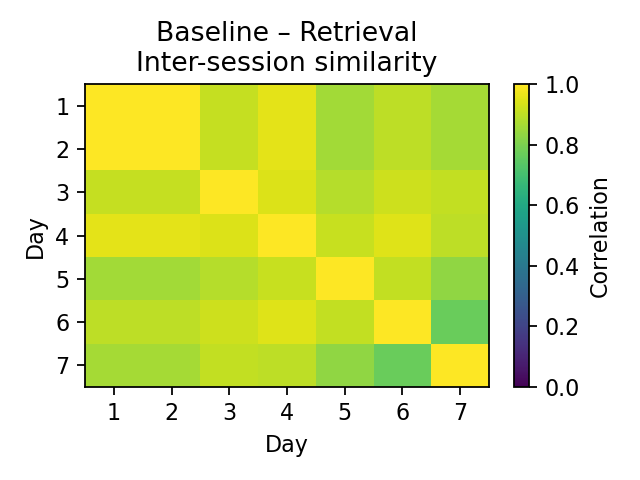 Baseline – Retrieval
Inter-session similarity
1
2
3
4
5
6
7
Day
1 2 3 4 5 6 7
Day
1.0
0.8
0.6
0.4
0.2
0.0
Correlation